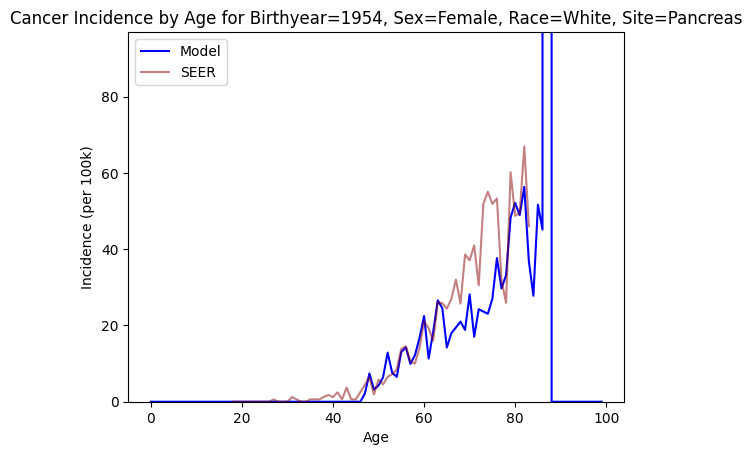 Cancer Incidence by Age for Birthyear=1954, Sex=Female, Race=White, Site=Pancreas
Model
SEER
Incidence (per 100k)
80
60
40
20
0
0 20 40 60 80 100
Age